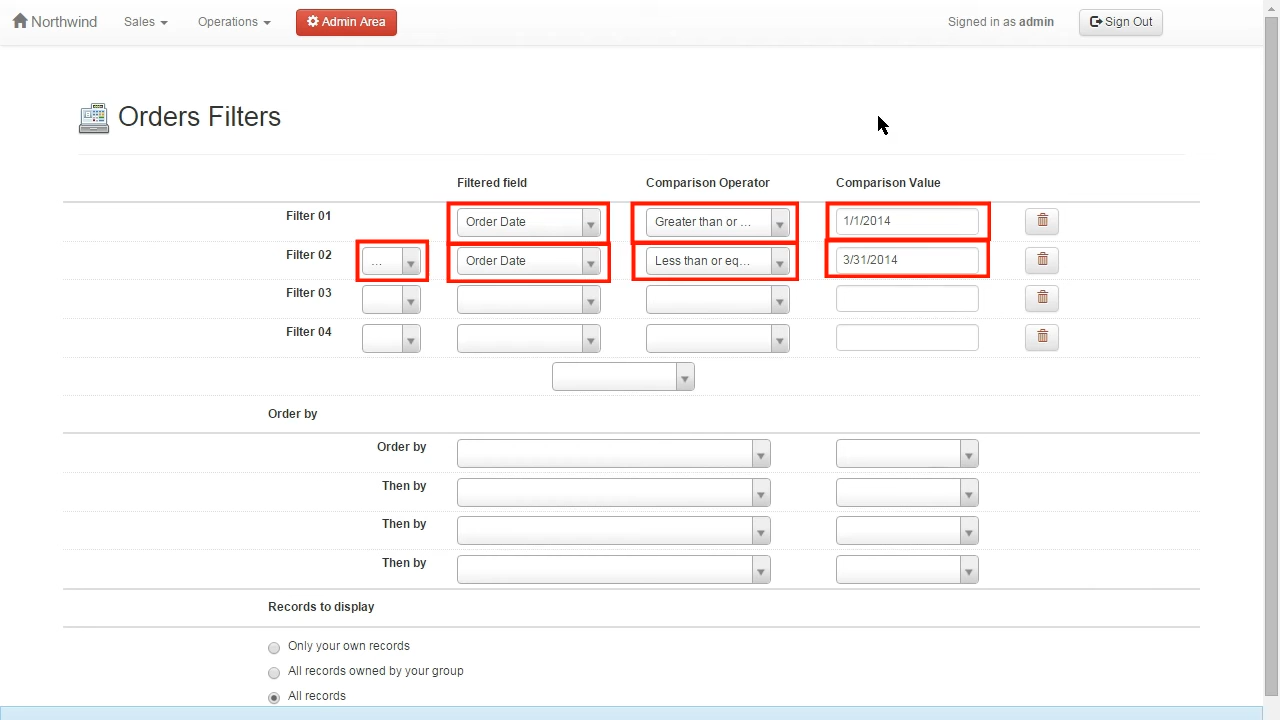 Northwind Sales Operations Admin Area Signed in as admin Sign Out
Orders Filters
Filtered field Comparison Operator Comparison Value
Filter 01 Order Date Greater than or ... 1/1/2014
Filter 02 ... Order Date Less than or eq... 3/31/2014
Filter 03
Filter 04
Order by
Order by
Then by
Then by
Then by
Records to display
Only your own records
All records owned by your group
All records